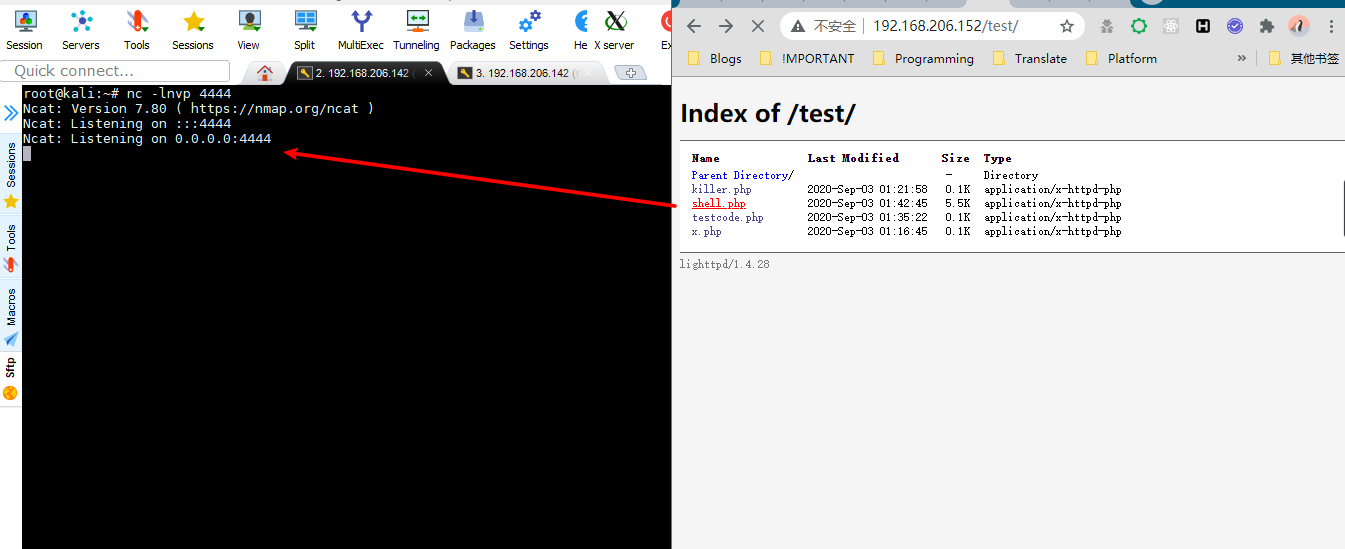 Session Servers Tools Sessions View Split MultiExec Tunneling Packages Settings He X server Ex
Quick connect...
2. 192.168.206.142
3. 192.168.206.142
Sessions
Tools
Macros
Sftp
root@kali:~# nc -lnvp 4444
Ncat: Version 7.80 ( https://nmap.org/ncat )
Ncat: Listening on :::4444
Ncat: Listening on 0.0.0.0:4444
不安全 192.168.206.152/test/
Blogs !IMPORTANT Programming Translate Platform » 其他书签
Index of /test/
Name Last Modified Size Type
Parent Directory/ - Directory
killer.php 2020-Sep-03 01:21:58 0.1K application/x-httpd-php
shell.php 2020-Sep-03 01:42:45 5.5K application/x-httpd-php
testcode.php 2020-Sep-03 01:35:22 0.1K application/x-httpd-php
x.php 2020-Sep-03 01:16:45 0.1K application/x-httpd-php
lighttpd/1.4.28